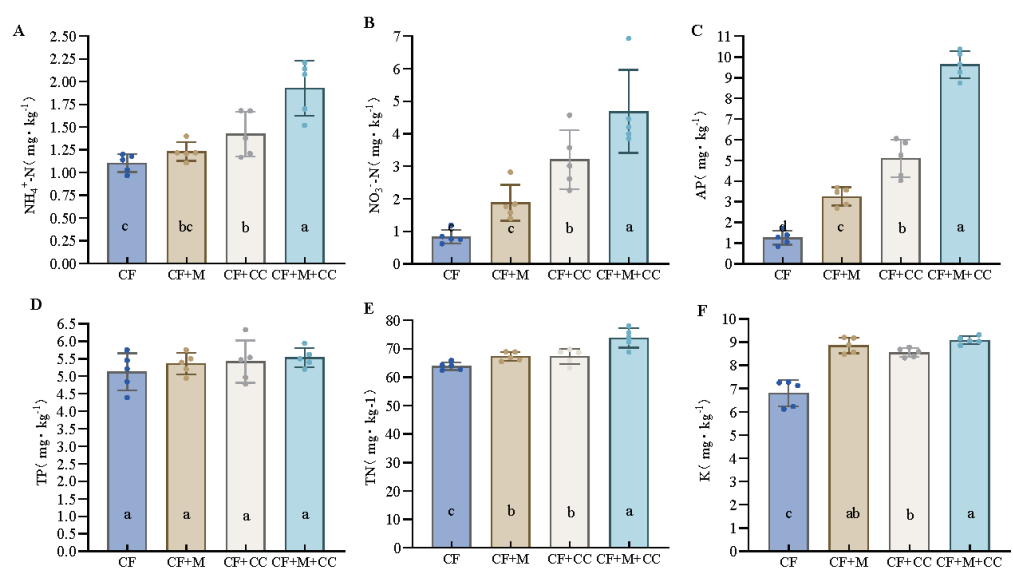 A
NH₄⁺-N( mg· kg⁻¹)
2.50
2.25
2.00
1.75
1.50
1.25
1.00
0.75
0.50
0.25
0.00
c bc b a
CF CF+M CF+CC CF+M+CC
B
NO₃⁻-N( mg· kg⁻¹)
7
6
5
4
3
2
1
0
c b a
CF CF+M CF+CC CF+M+CC
C
AP( mg· kg⁻¹)
11
10
9
8
7
6
5
4
3
2
1
0
d c b a
CF CF+M CF+CC CF+M+CC
D
TP( mg· kg⁻¹)
6.5
6.0
5.5
5.0
4.5
4.0
3.5
3.0
2.5
2.0
1.5
1.0
0.5
0.0
a a a a
CF CF+M CF+CC CF+M+CC
E
TN( mg· kg-1)
80
70
60
50
40
30
20
10
0
c b b a
CF CF+M CF+CC CF+M+CC
F
K( mg· kg⁻¹)
10
9
8
7
6
5
4
3
2
1
0
c ab b a
CF CF+M CF+CC CF+M+CC